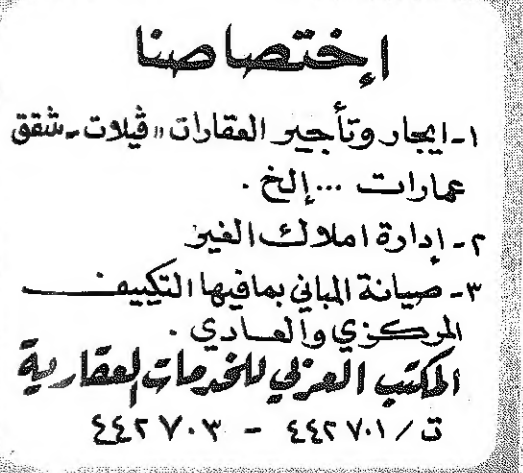 إختصاصنا
١- ايجار وتأجير العقارات "ڤيلات - شقق
عمارات ... إلخ .
٢- إدارة املاك الغير
٣- صيانة المباني بمافيها التكييف
المركزي والعادي .
المكتب العربي للخدمات العقارية
ت / ٤٤٢٧٠١ - ٤٤٢٧٠٣